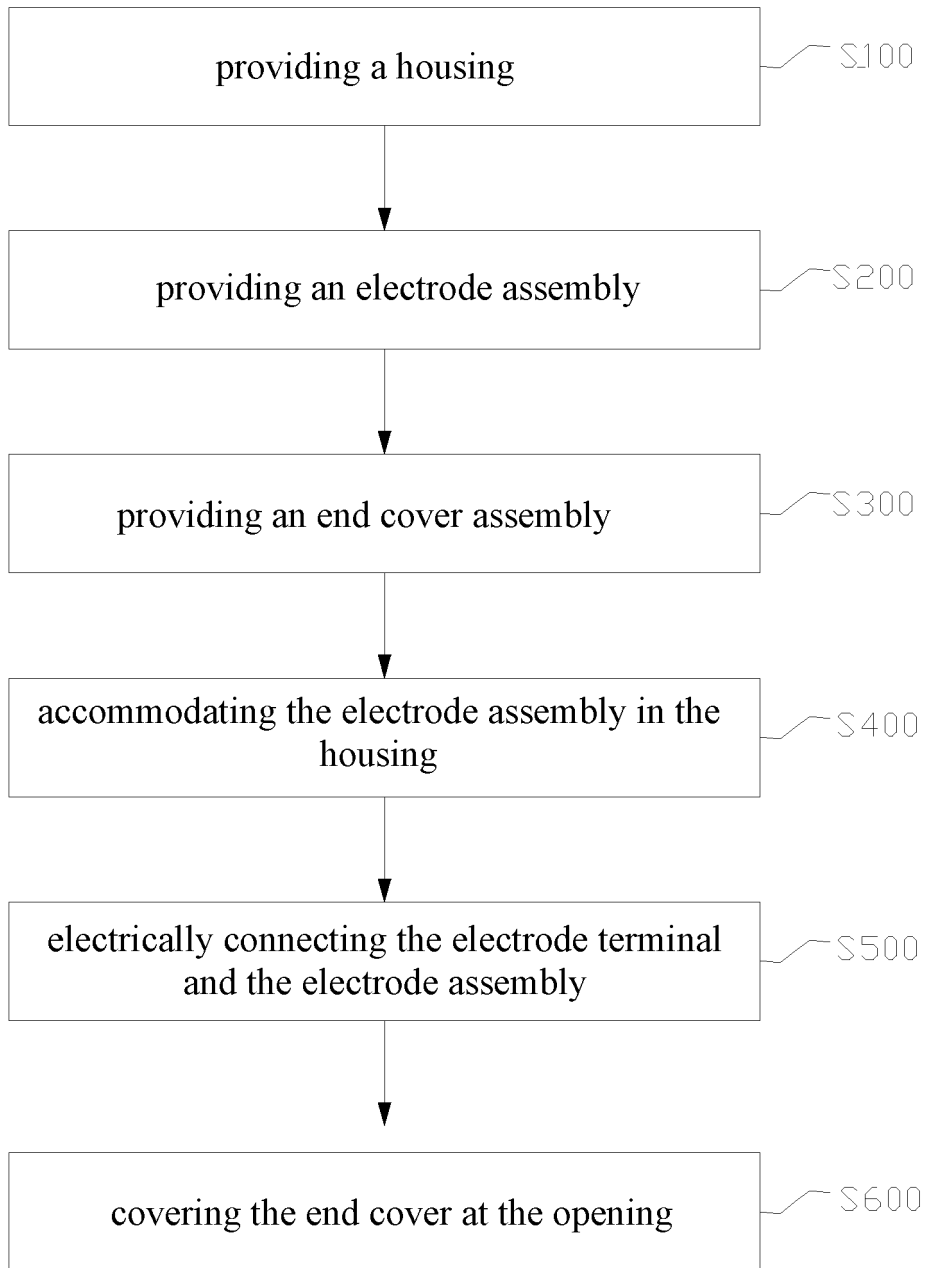 providing a housing
S100
providing an electrode assembly
S200
providing an end cover assembly
S300
accommodating the electrode assembly in the
housing
S400
electrically connecting the electrode terminal
and the electrode assembly
S500
covering the end cover at the opening
S600